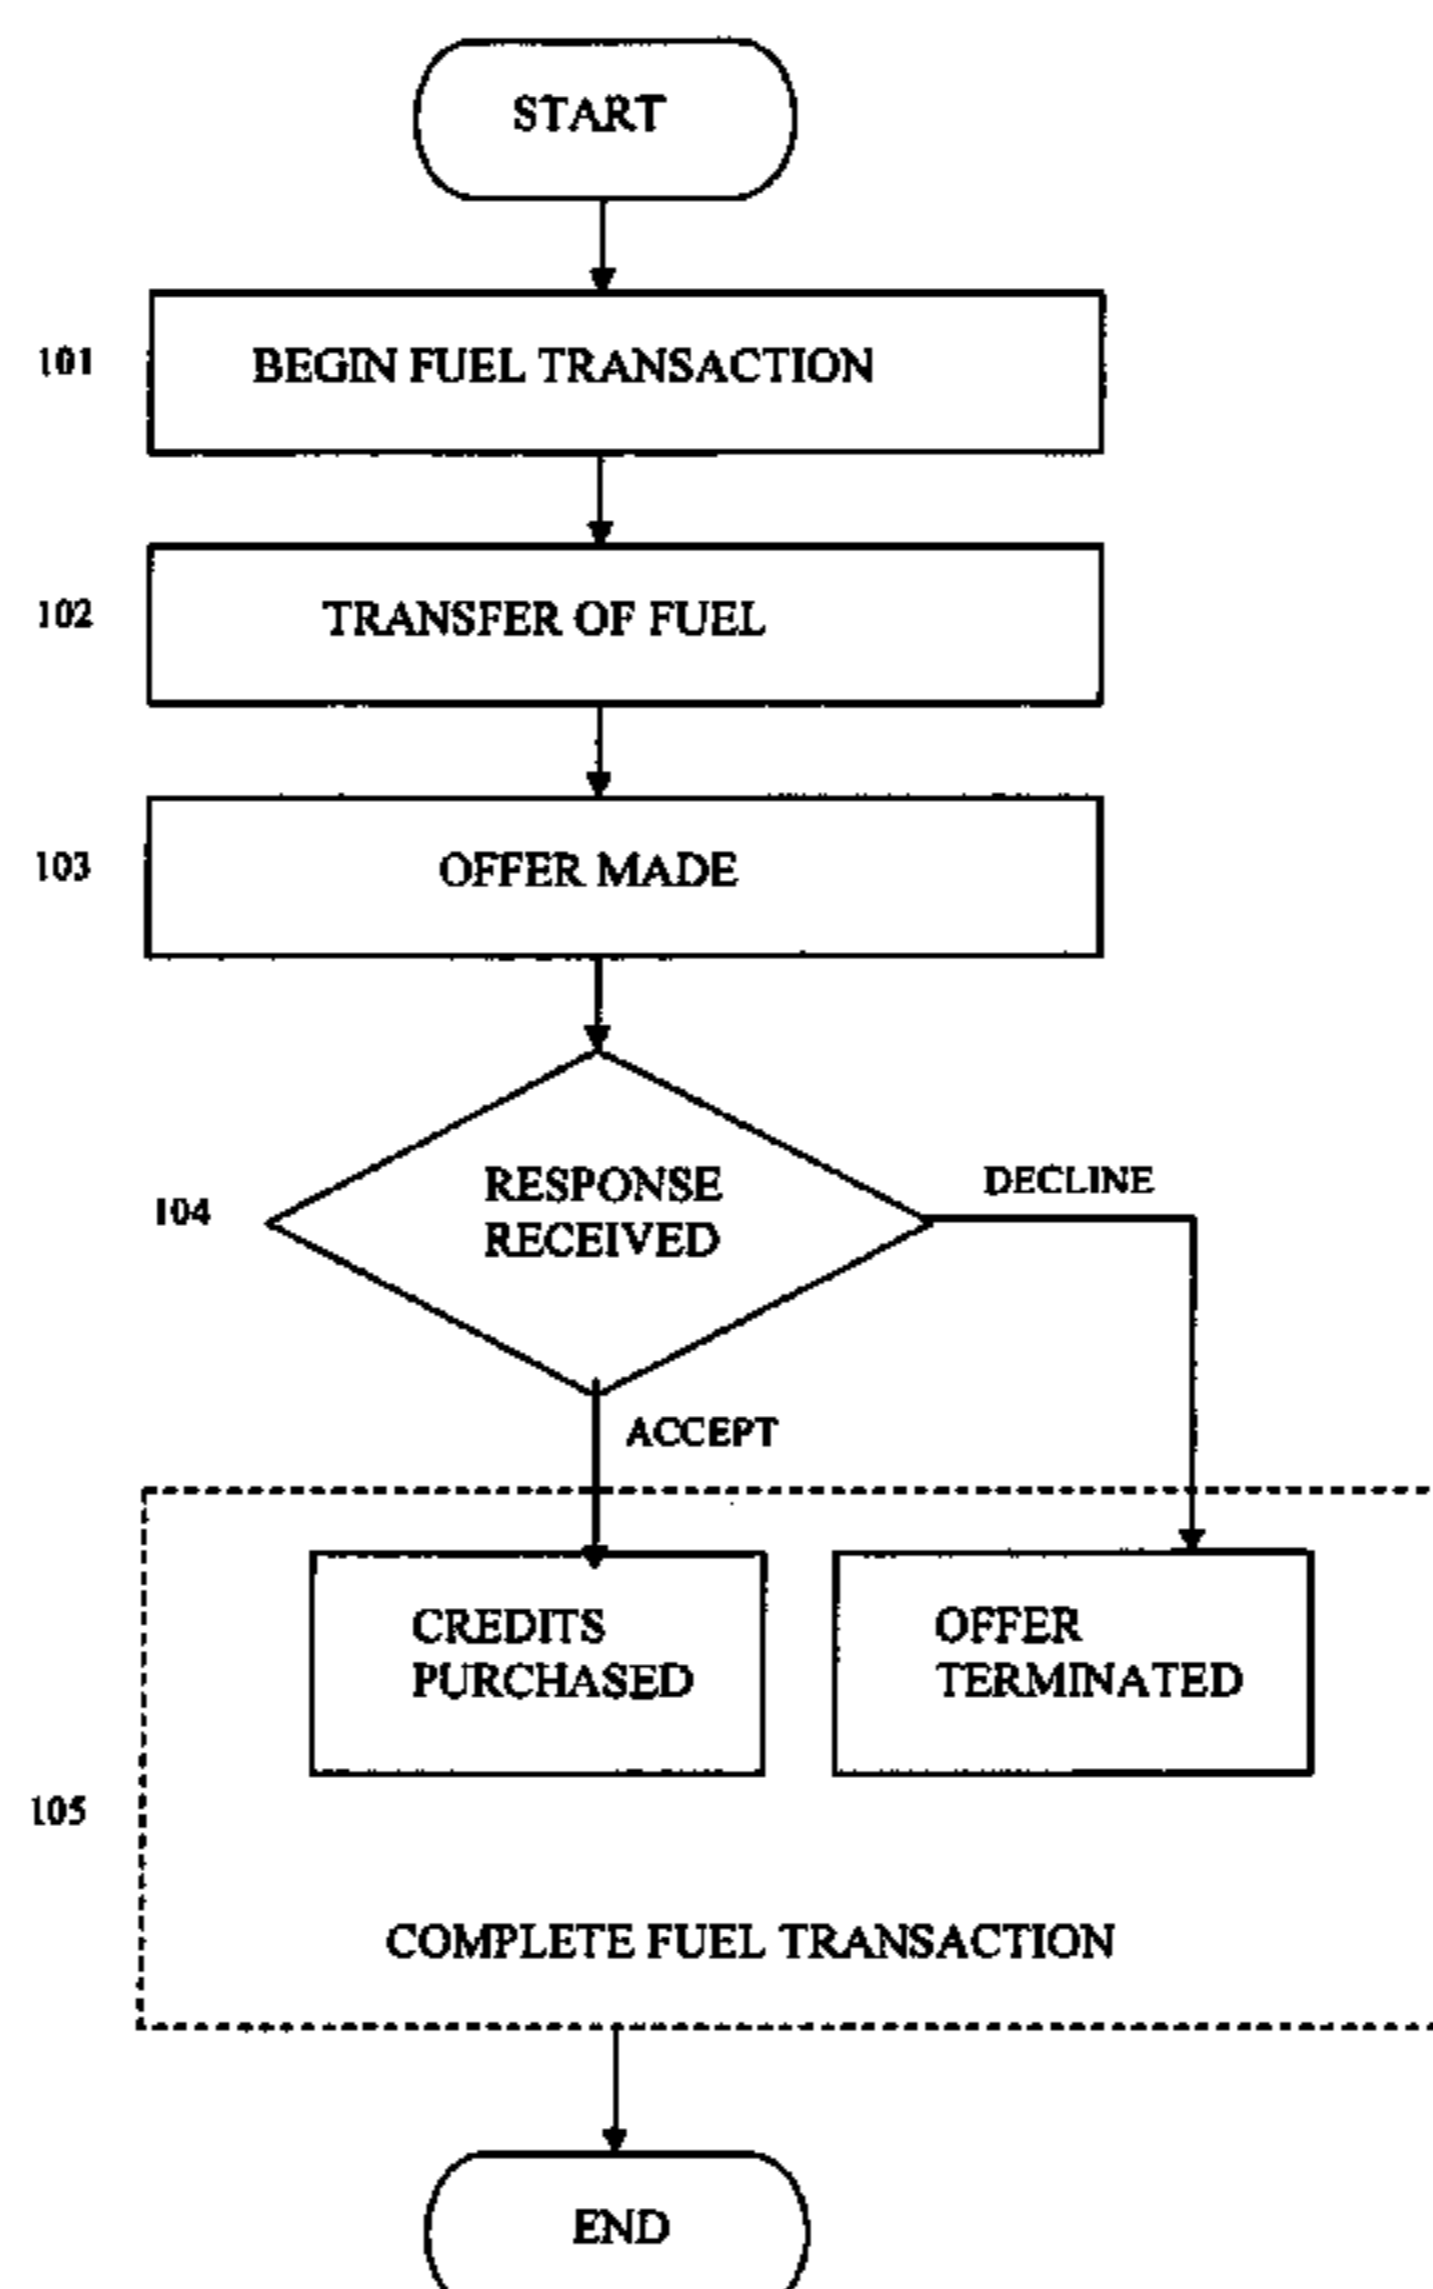 START
101
BEGIN FUEL TRANSACTION
102
TRANSFER OF FUEL
103
OFFER MADE
104
RESPONSE
RECEIVED
DECLINE
ACCEPT
CREDITS
PURCHASED
OFFER
TERMINATED
105
COMPLETE FUEL TRANSACTION
END